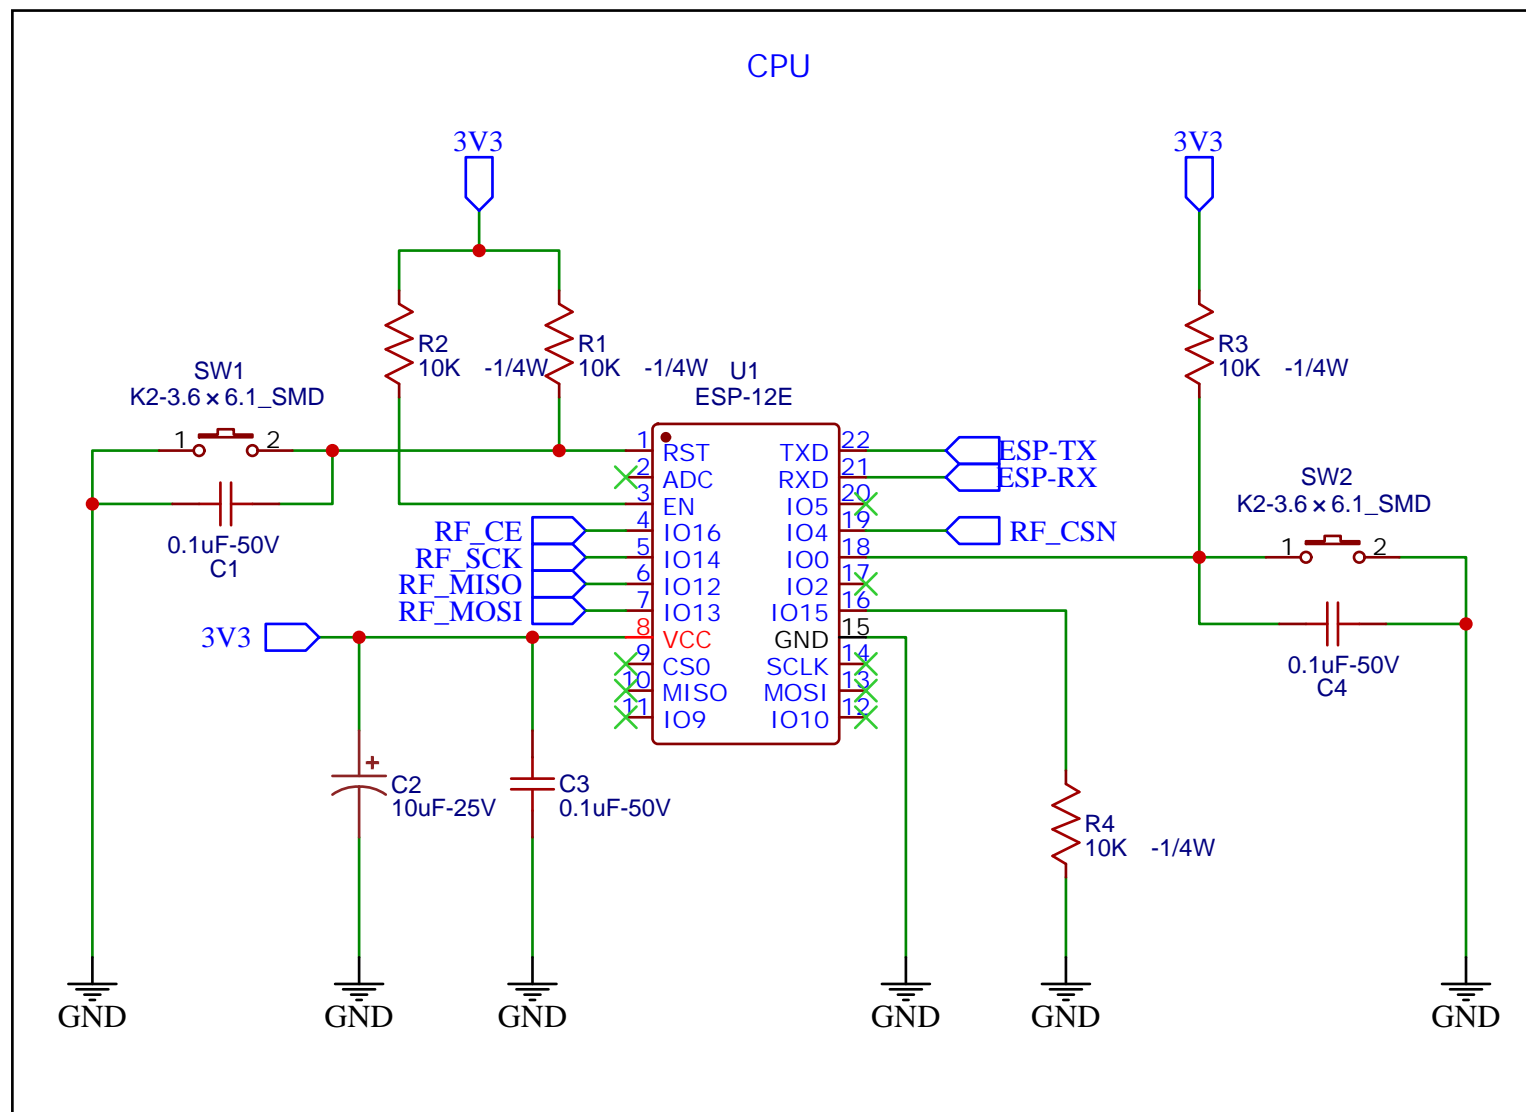 CPU
3V3
3V3
R2
10K -1/4W
R1
10K -1/4W
R3
10K -1/4W
SW1
K2-3.6×6.1_SMD
1 2
0.1uF-50V
C1
U1
ESP-12E
1 RST
2 ADC
3 EN
4 IO16
5 IO14
6 IO12
7 IO13
8 VCC
9 CS0
10 MISO
11 IO9
TXD 22
RXD 21
IO5 20
IO4 19
IO0 18
IO2 17
IO15 16
GND 15
SCLK 14
MOSI 13
IO10 12
RF_CE
RF_SCK
RF_MISO
RF_MOSI
3V3
ESP-TX
ESP-RX
RF_CSN
SW2
K2-3.6×6.1_SMD
1 2
0.1uF-50V
C4
+
C2
10uF-25V
C3
0.1uF-50V
R4
10K -1/4W
GND
GND
GND
GND
GND
GND